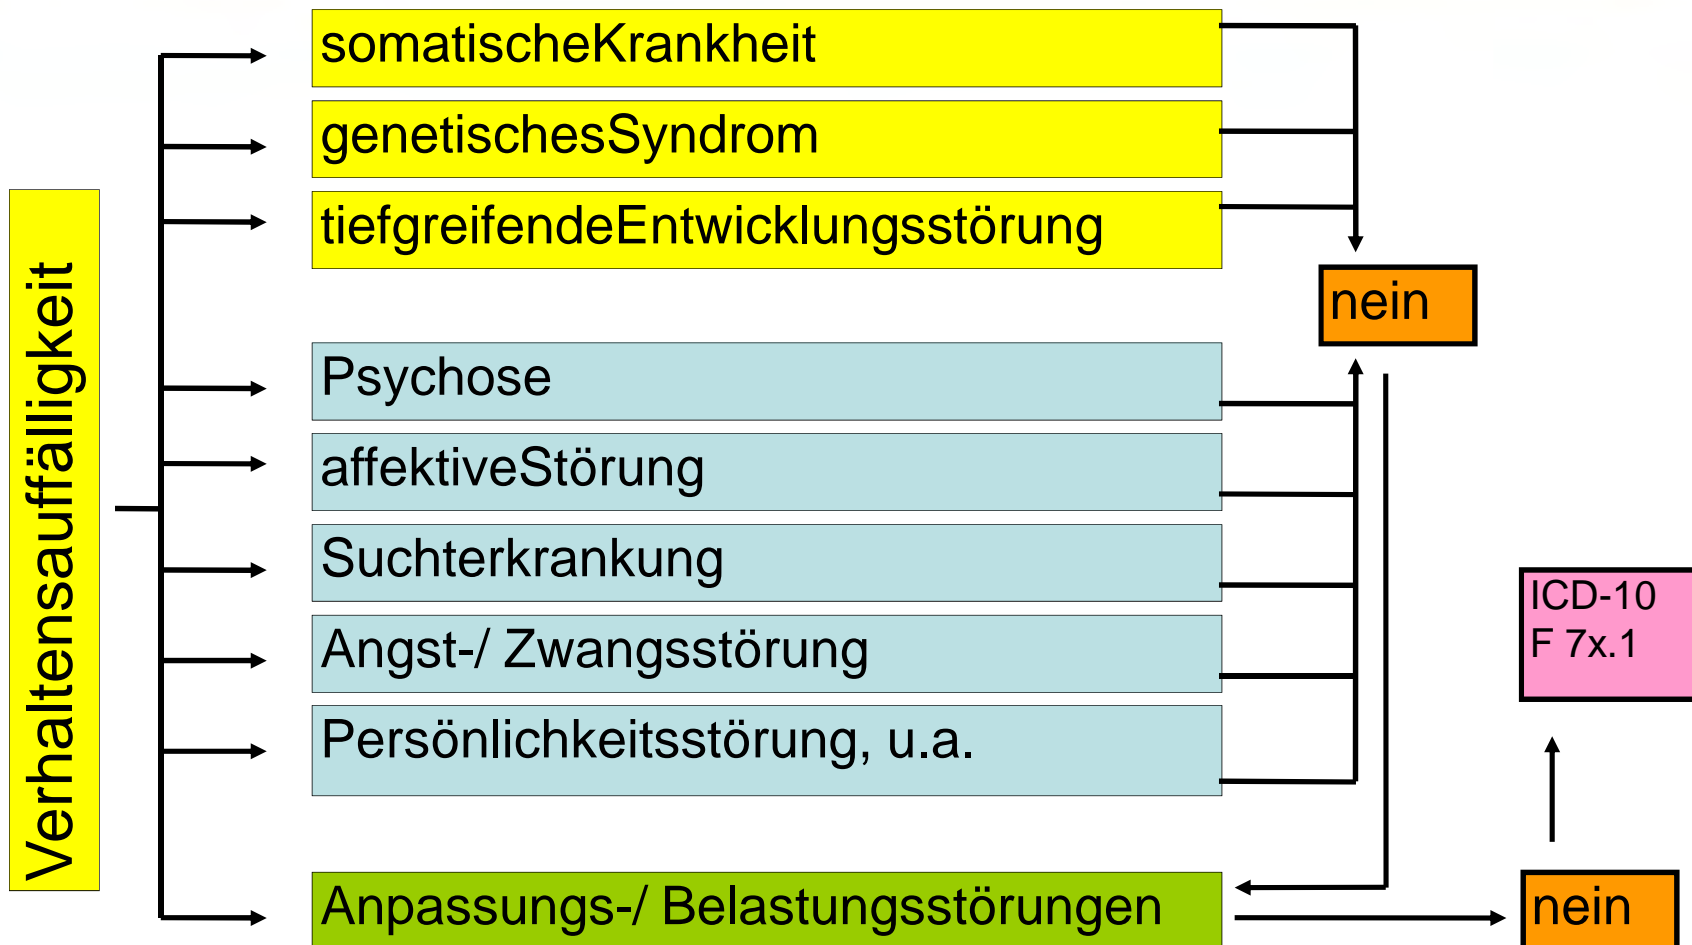 Verhaltensauffälligkeit
somatischeKrankheit
genetischesSyndrom
tiefgreifendeEntwicklungsstörung
nein
Psychose
affektiveStörung
Suchterkrankung
Angst-/ Zwangsstörung
Persönlichkeitsstörung, u.a.
ICD-10
F 7x.1
Anpassungs-/ Belastungsstörungen
nein